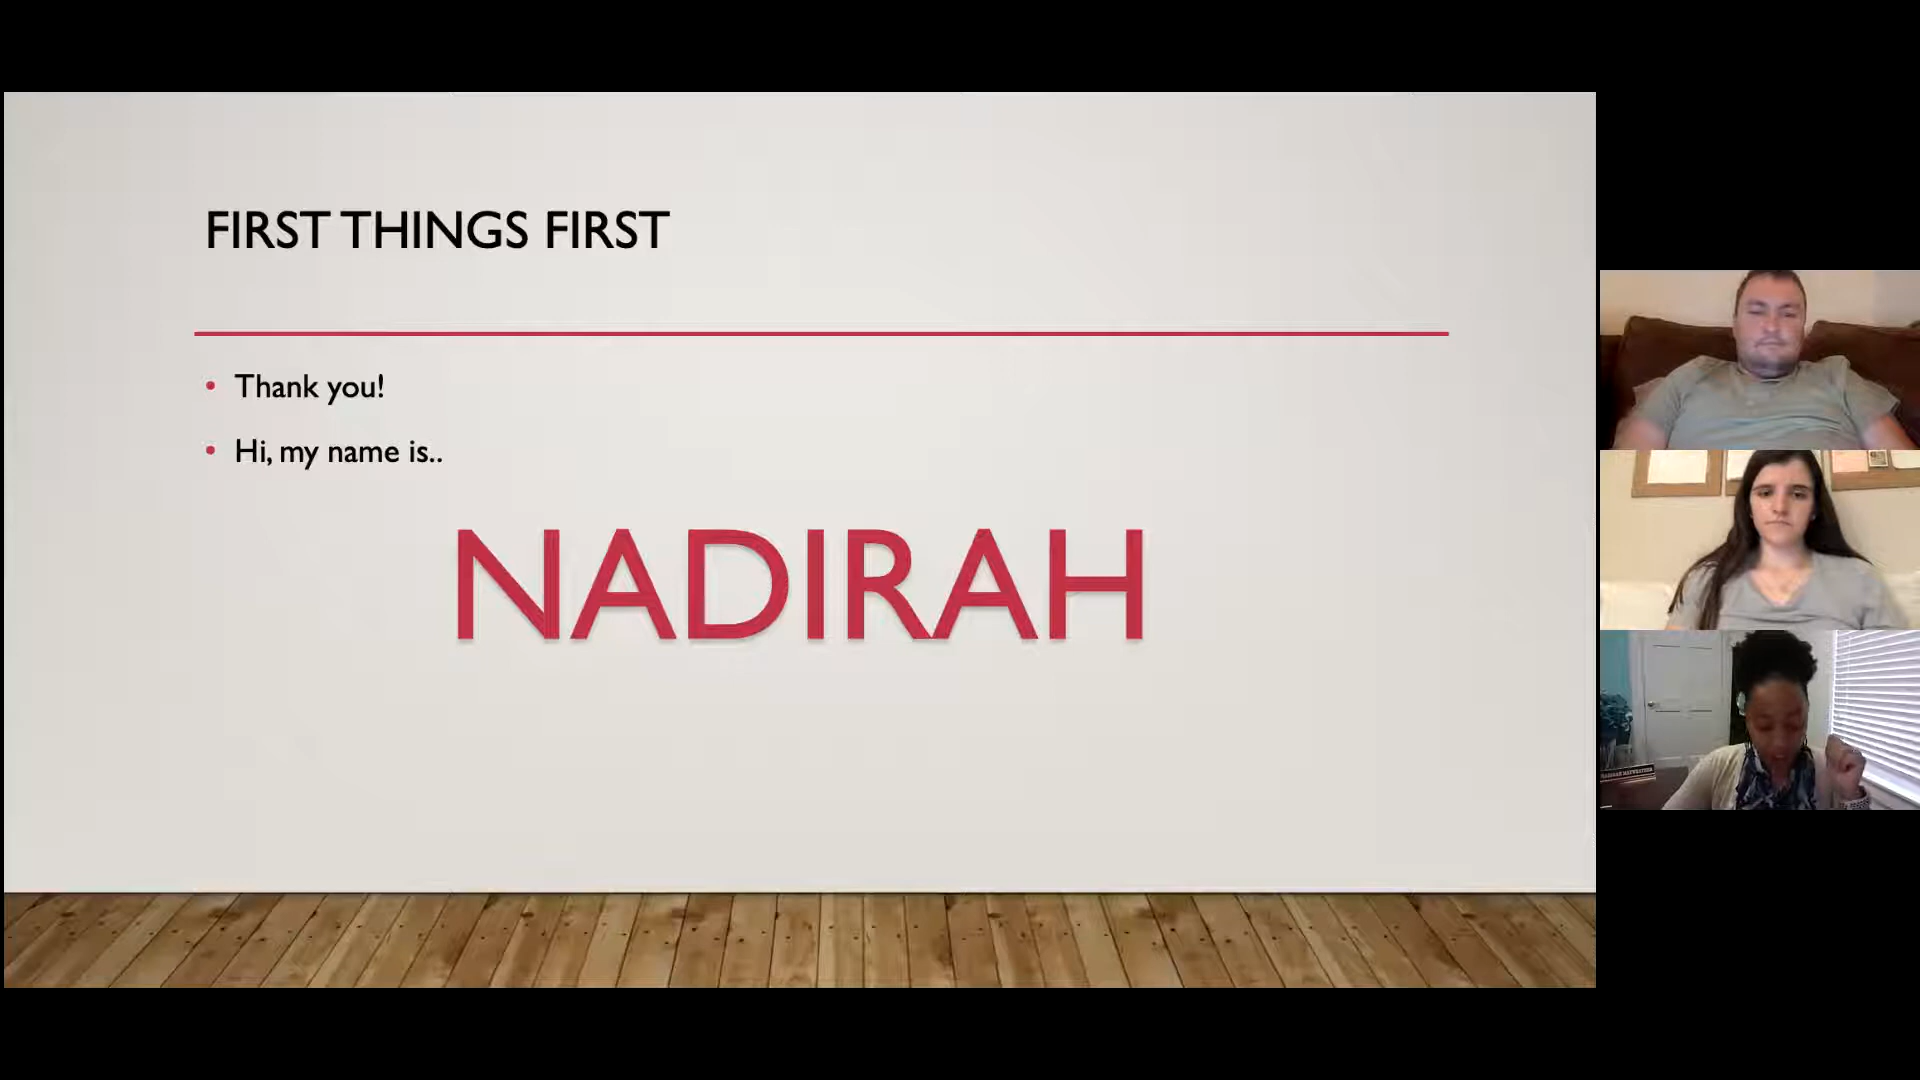 FIRST THINGS FIRST
• Thank you!
• Hi, my name is..
NADIRAH